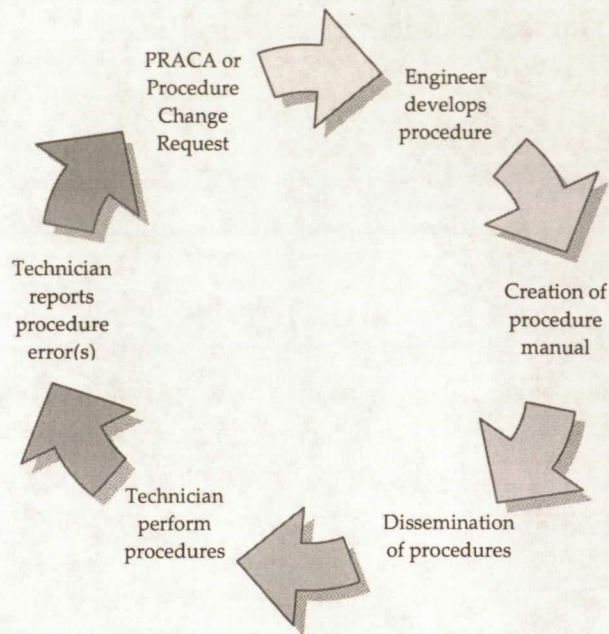 PRACA or
Procedure
Change
Request
Engineer
develops
procedure
Creation of
procedure
manual
Dissemination
of procedures
Technician
perform
procedures
Technician
reports
procedure
error(s)